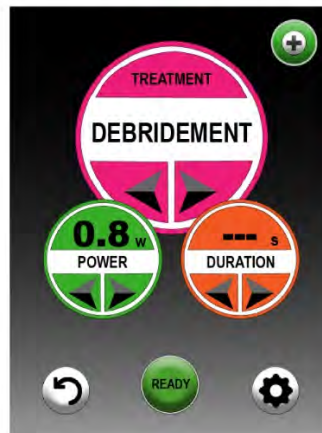 TREATMENT
DEBRIDEMENT
0.8 W
POWER
--- S
DURATION
READY